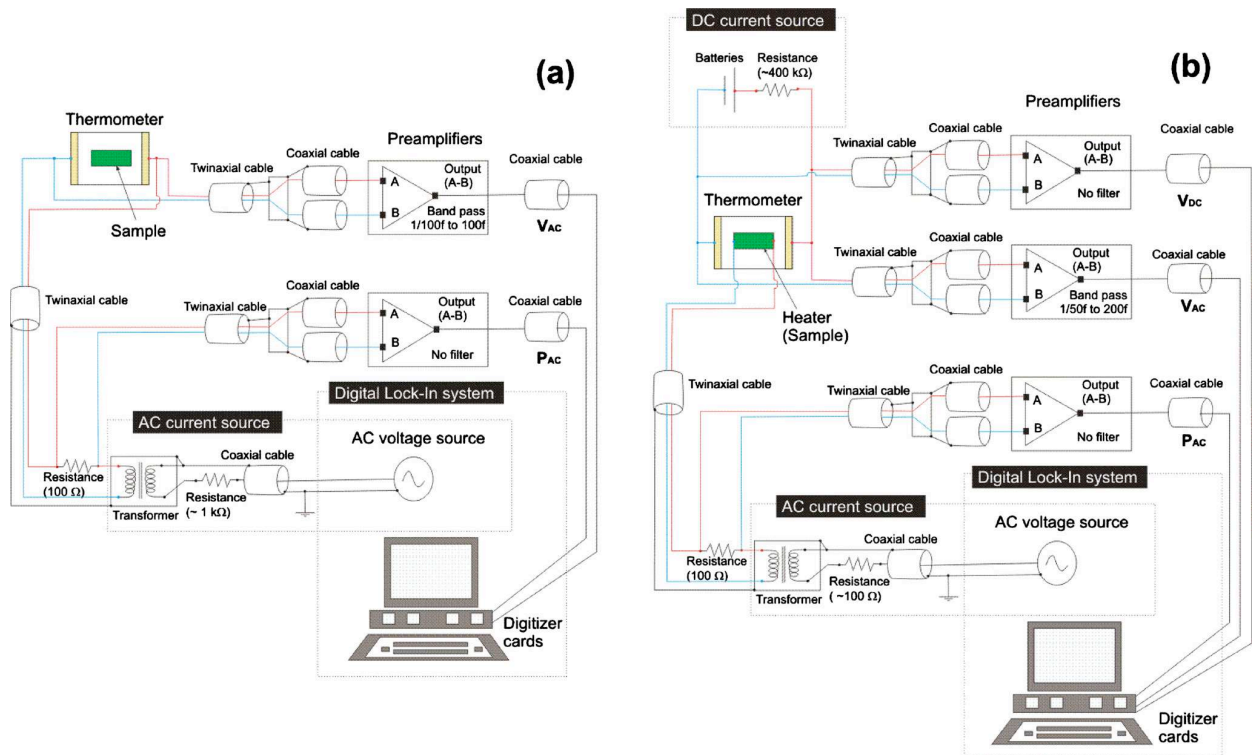 (a)
Thermometer
Sample
Twinaxial cable
Coaxial cable
Preamplifiers
A
B
Output
(A-B)
Band pass
1/100f to 100f
Coaxial cable
VAC
Twinaxial cable
Twinaxial cable
Coaxial cable
A
B
Output
(A-B)
No filter
Coaxial cable
PAC
Digital Lock-In system
AC current source
AC voltage source
Coaxial cable
Resistance
(100 Ω)
Transformer
Resistance
(~ 1 kΩ)
Digitizer
cards
(b)
DC current source
Batteries
Resistance
(~400 kΩ)
Preamplifiers
Twinaxial cable
Coaxial cable
A
B
Output
(A-B)
No filter
Coaxial cable
VDC
Thermometer
Heater
(Sample)
Twinaxial cable
Coaxial cable
A
B
Output
(A-B)
Band pass
1/50f to 200f
Coaxial cable
VAC
Twinaxial cable
Twinaxial cable
Coaxial cable
A
B
Output
(A-B)
No filter
Coaxial cable
PAC
Digital Lock-In system
AC current source
AC voltage source
Coaxial cable
Resistance
(100 Ω)
Transformer
Resistance
( ~100 Ω)
Digitizer
cards